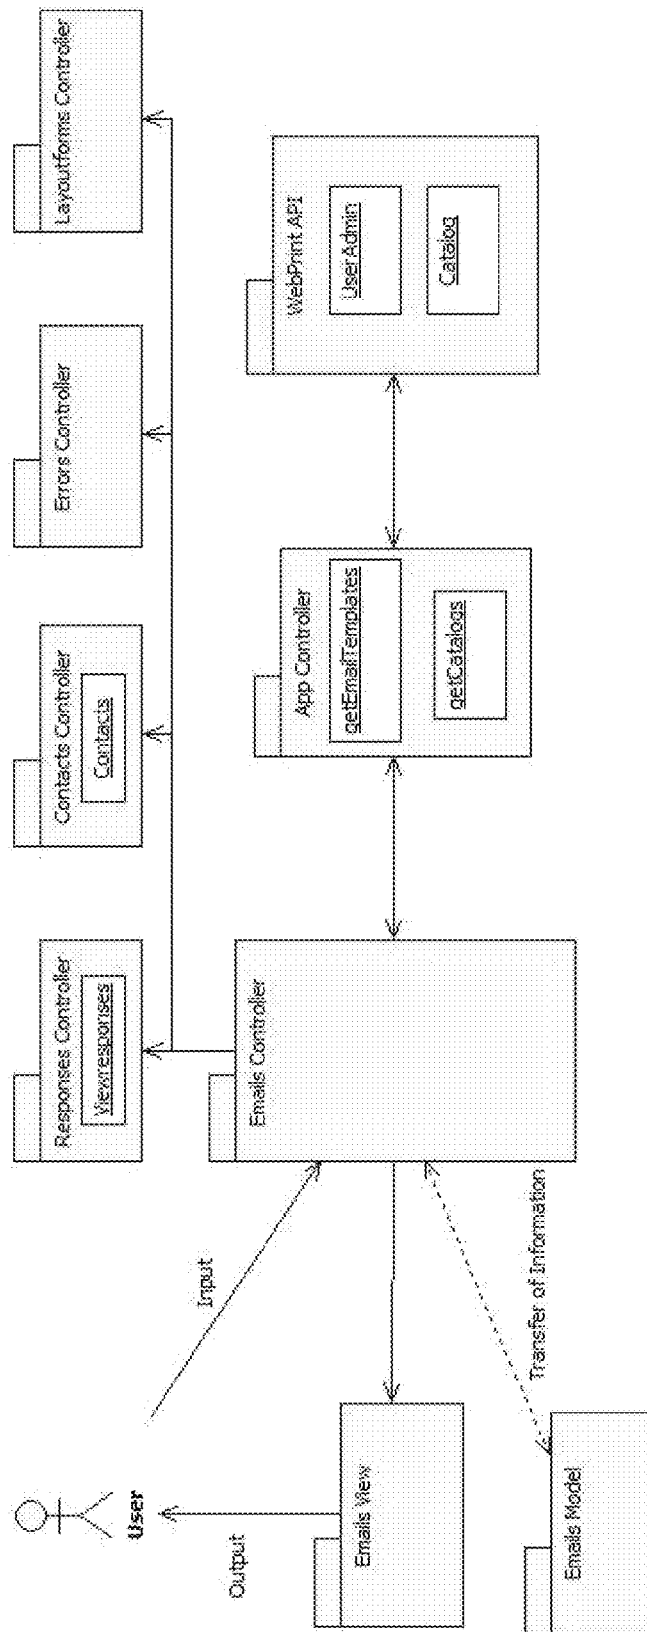 User
Input
Output
Emails View
Emails Model
Transfer of Information
Emails Controller
Responses Controller
Viewresponses
Contacts Controller
Contacts
Errors Controller
Layoutforms Controller
App Controller
getEmailTemplates
getCatalogs
WebPrint API
UserAdmin
Catalog